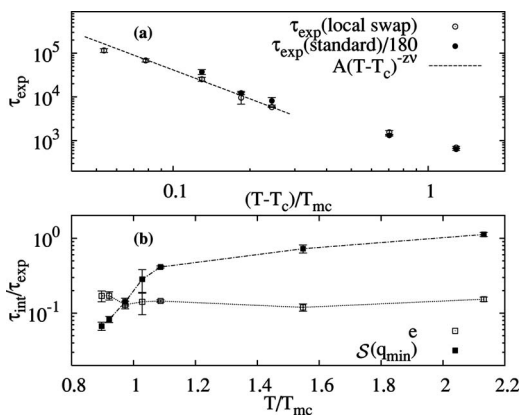 (a)
τexp(local swap)
τexp(standard)/180
A(T-Tc)^-zν
10^5
10^4
10^3
τexp
0.1
1
(T-Tc)/Tmc
(b)
10^0
10^-1
10^-2
τint/τexp
e
S(qmin)
0.8
1
1.2
1.4
1.6
1.8
2
2.2
T/Tmc